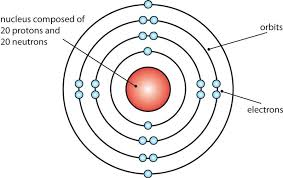 nucleus composed of
20 protons and
20 neutrons
orbits
electrons